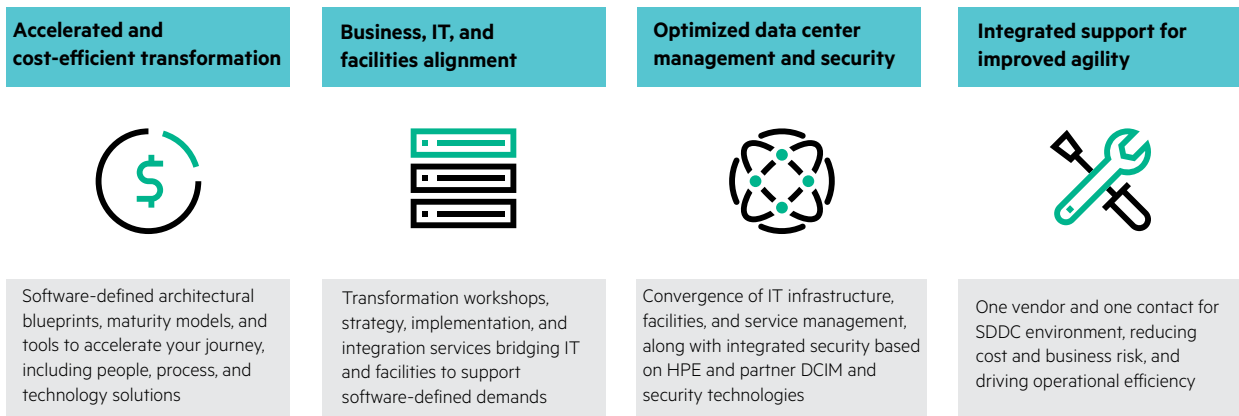 Accelerated and
cost-efficient transformation
Software-defined architectural
blueprints, maturity models, and
tools to accelerate your journey,
including people, process, and
technology solutions
Business, IT, and
facilities alignment
Transformation workshops,
strategy, implementation, and
integration services bridging IT
and facilities to support
software-defined demands
Optimized data center
management and security
Convergence of IT infrastructure,
facilities, and service management,
along with integrated security based
on HPE and partner DCIM and
security technologies
Integrated support for
improved agility
One vendor and one contact for
SDDC environment, reducing
cost and business risk, and
driving operational efficiency